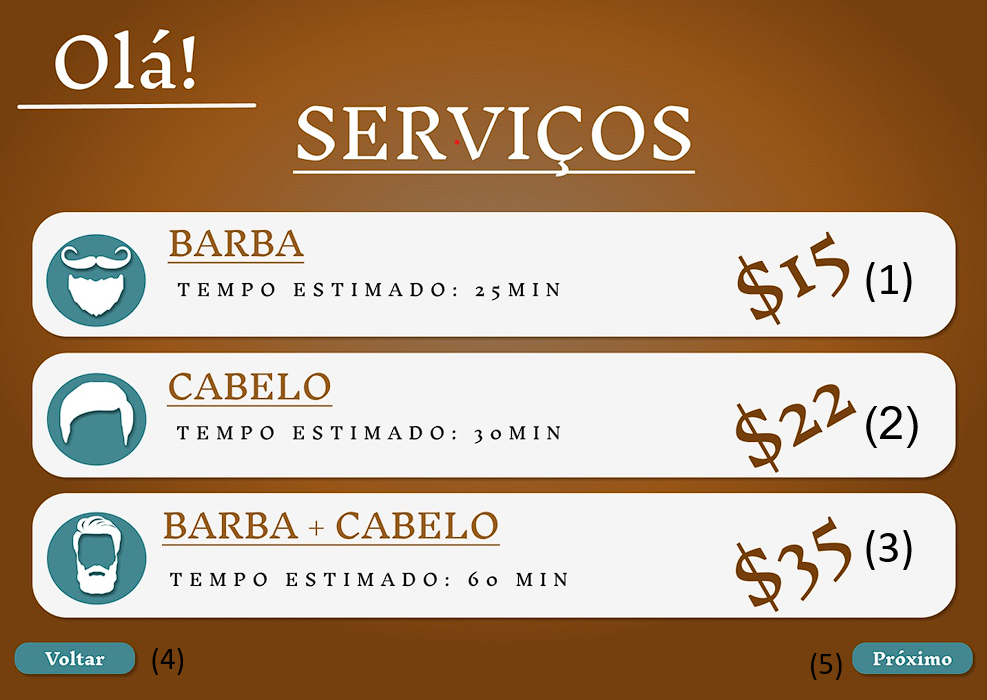 Olá!
SERVIÇOS
BARBA
TEMPO ESTIMADO: 25MIN
$15 (1)
CABELO
TEMPO ESTIMADO: 30MIN
$22 (2)
BARBA + CABELO
TEMPO ESTIMADO: 60 MIN
$35 (3)
Voltar (4)
(5) Próximo